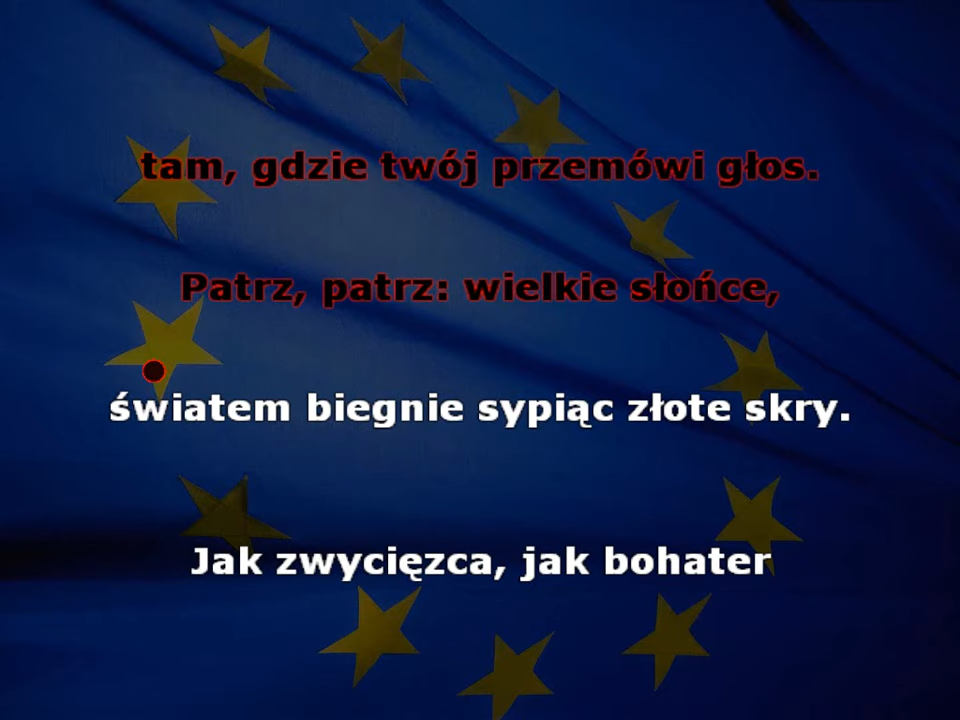 tam, gdzie twój przemówi głos.
Patrz, patrz: wielkie słońce,
światem biegnie sypiąc złote skry.
Jak zwycięzca, jak bohater